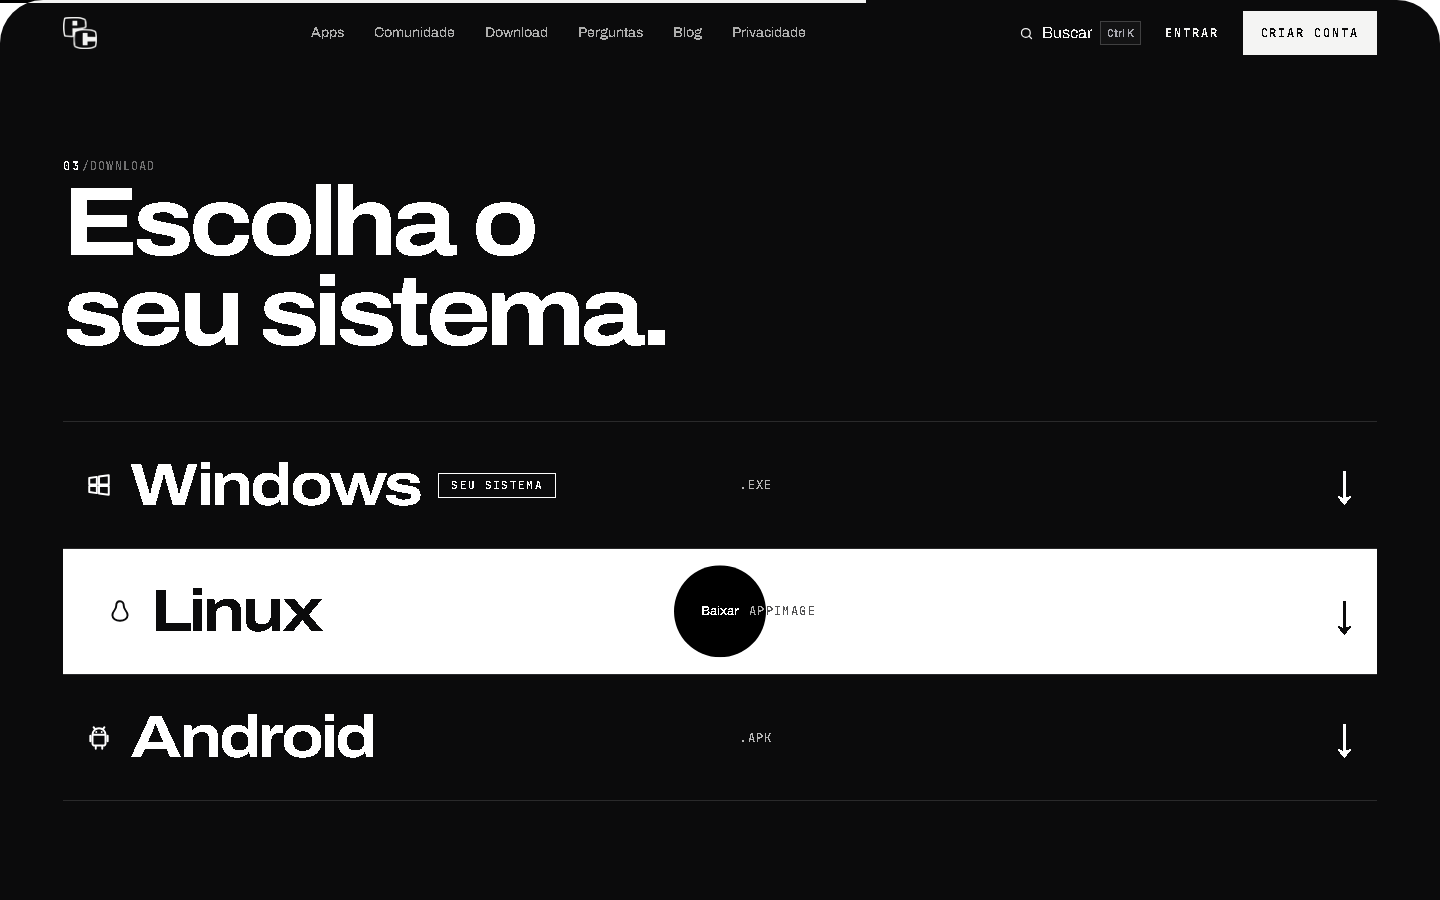 PC
Apps Comunidade Download Perguntas Blog Privacidade Buscar Ctrl K ENTRAR CRIAR CONTA
03/DOWNLOAD
Escolha o
seu sistema.
Windows SEU SISTEMA .EXE
Linux Baixar APPIMAGE
Android .APK